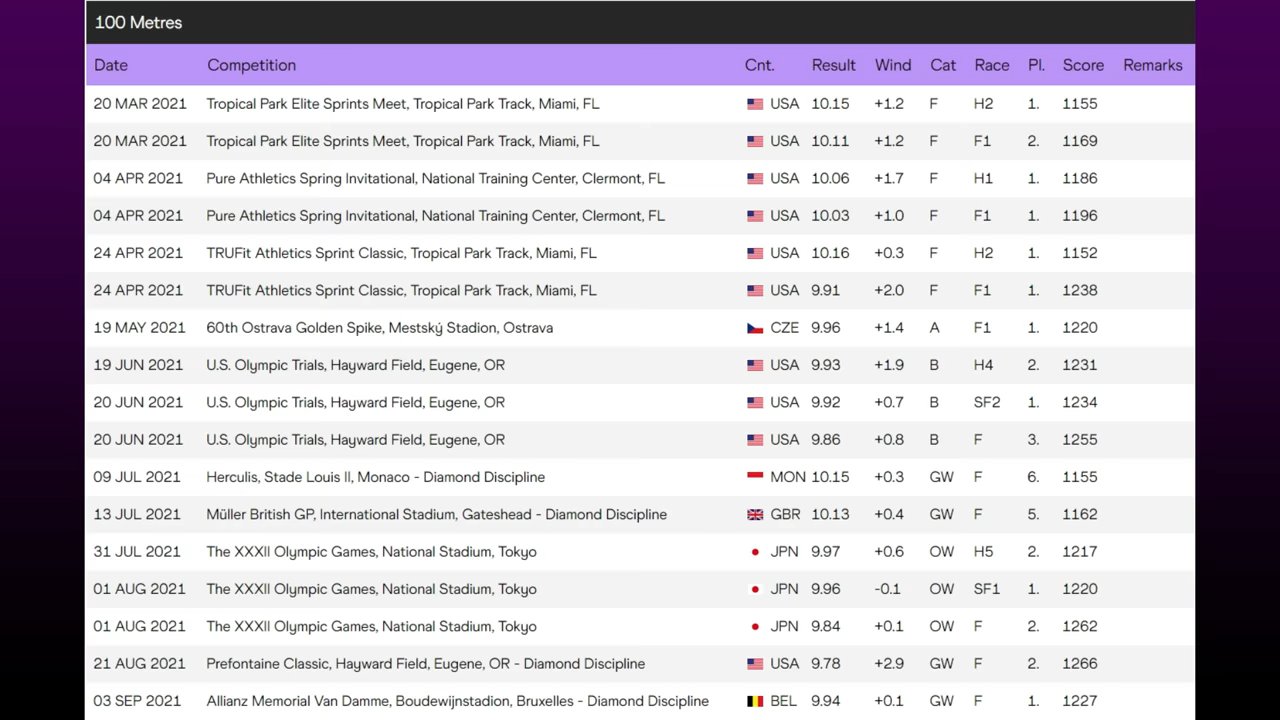 100 Metres
Date Competition Cnt. Result Wind Cat Race Pl. Score Remarks
20 MAR 2021 Tropical Park Elite Sprints Meet, Tropical Park Track, Miami, FL USA 10.15 +1.2 F H2 1. 1155
20 MAR 2021 Tropical Park Elite Sprints Meet, Tropical Park Track, Miami, FL USA 10.11 +1.2 F F1 2. 1169
04 APR 2021 Pure Athletics Spring Invitational, National Training Center, Clermont, FL USA 10.06 +1.7 F H1 1. 1186
04 APR 2021 Pure Athletics Spring Invitational, National Training Center, Clermont, FL USA 10.03 +1.0 F F1 1. 1196
24 APR 2021 TRUFit Athletics Sprint Classic, Tropical Park Track, Miami, FL USA 10.16 +0.3 F H2 1. 1152
24 APR 2021 TRUFit Athletics Sprint Classic, Tropical Park Track, Miami, FL USA 9.91 +2.0 F F1 1. 1238
19 MAY 2021 60th Ostrava Golden Spike, Mestský Stadion, Ostrava CZE 9.96 +1.4 A F1 1. 1220
19 JUN 2021 U.S. Olympic Trials, Hayward Field, Eugene, OR USA 9.93 +1.9 B H4 2. 1231
20 JUN 2021 U.S. Olympic Trials, Hayward Field, Eugene, OR USA 9.92 +0.7 B SF2 1. 1234
20 JUN 2021 U.S. Olympic Trials, Hayward Field, Eugene, OR USA 9.86 +0.8 B F 3. 1255
09 JUL 2021 Herculis, Stade Louis II, Monaco - Diamond Discipline MON 10.15 +0.3 GW F 6. 1155
13 JUL 2021 Müller British GP, International Stadium, Gateshead - Diamond Discipline GBR 10.13 +0.4 GW F 5. 1162
31 JUL 2021 The XXXII Olympic Games, National Stadium, Tokyo JPN 9.97 +0.6 OW H5 2. 1217
01 AUG 2021 The XXXII Olympic Games, National Stadium, Tokyo JPN 9.96 -0.1 OW SF1 1. 1220
01 AUG 2021 The XXXII Olympic Games, National Stadium, Tokyo JPN 9.84 +0.1 OW F 2. 1262
21 AUG 2021 Prefontaine Classic, Hayward Field, Eugene, OR - Diamond Discipline USA 9.78 +2.9 GW F 2. 1266
03 SEP 2021 Allianz Memorial Van Damme, Boudewijnstadion, Bruxelles - Diamond Discipline BEL 9.94 +0.1 GW F 1. 1227